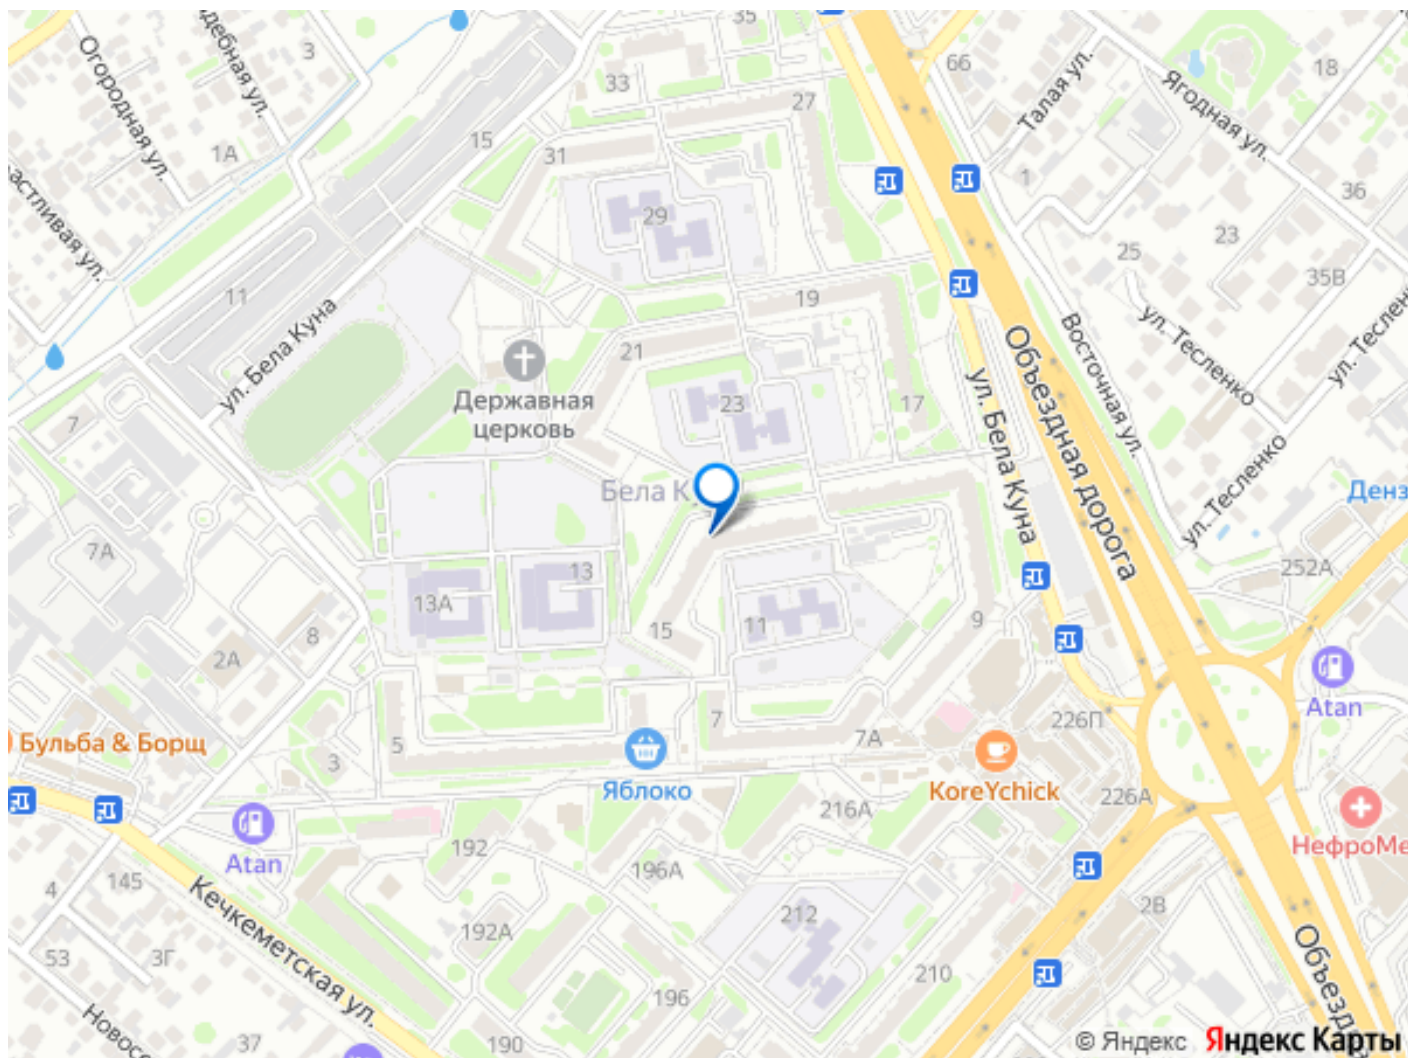 35
3
Огородная ул.
33
66
18
27
Талая ул.
Ягодная ул.
15
1А
31
1
36
29
23
25
11
19
35В
ул. Бела Куна
21
Объездная дорога
Восточная ул.
ул. Тесленко
ул. Тесленко
Державная
церковь
23
17
7
ул. Бела Куна
ул. Тесленко
Бела К
Денз
7А
13
252А
13А
11
9
8
15
2А
Atan
7
226П
Бульба & Борщ
5
7А
3
Яблоко
KoreYchick
226А
216А
Atan
192
НефроМе
196А
4
145
Кечкеметская ул.
212
2В
192А
53
3Г
210
Объезд
196
37
190
© Яндекс Яндекс Карты